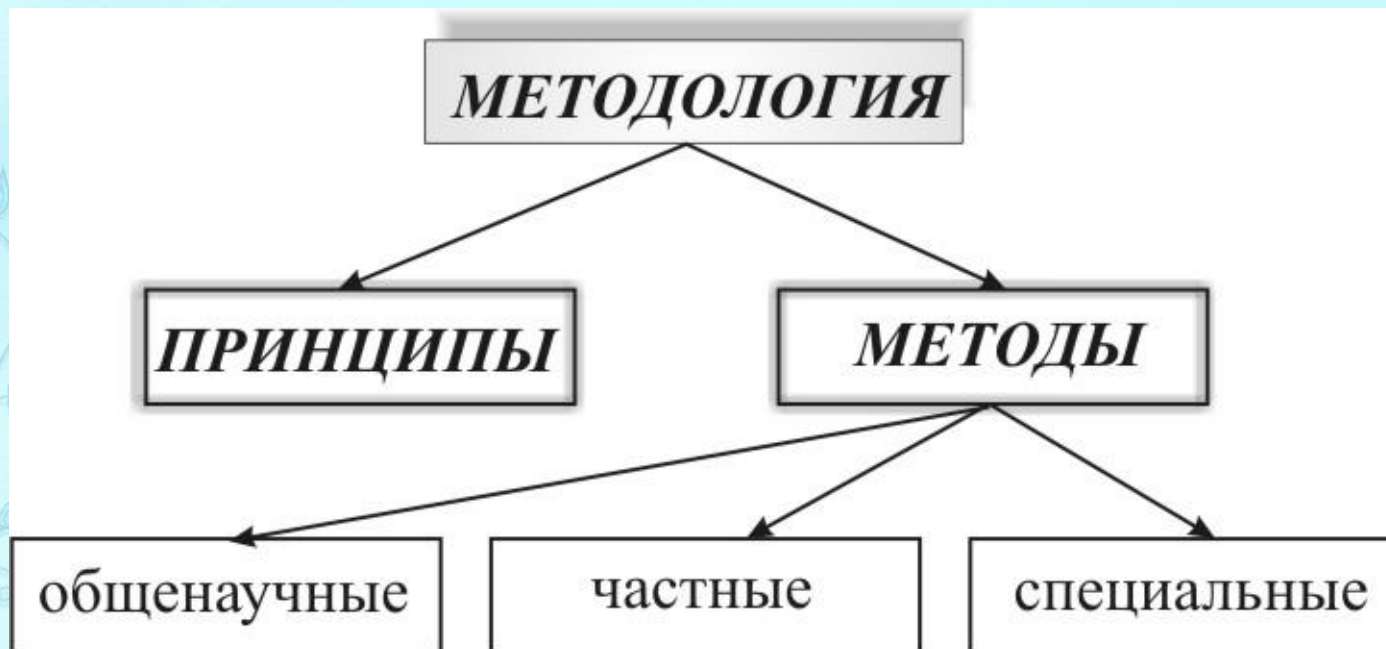 МЕТОДОЛОГИЯ
ПРИНЦИПЫ
МЕТОДЫ
общенаучные
частные
специальные